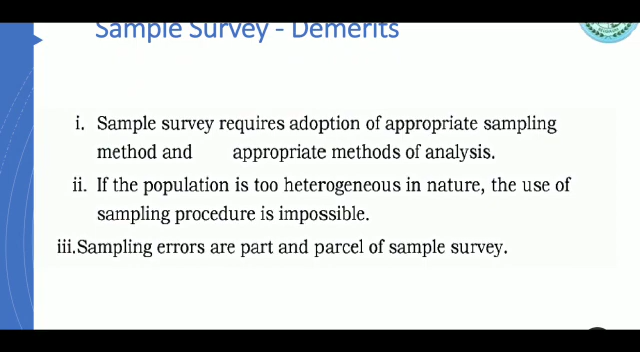 Sample Survey - Demerits
i. Sample survey requires adoption of appropriate sampling
method and appropriate methods of analysis.
ii. If the population is too heterogeneous in nature, the use of
sampling procedure is impossible.
iii.Sampling errors are part and parcel of sample survey.